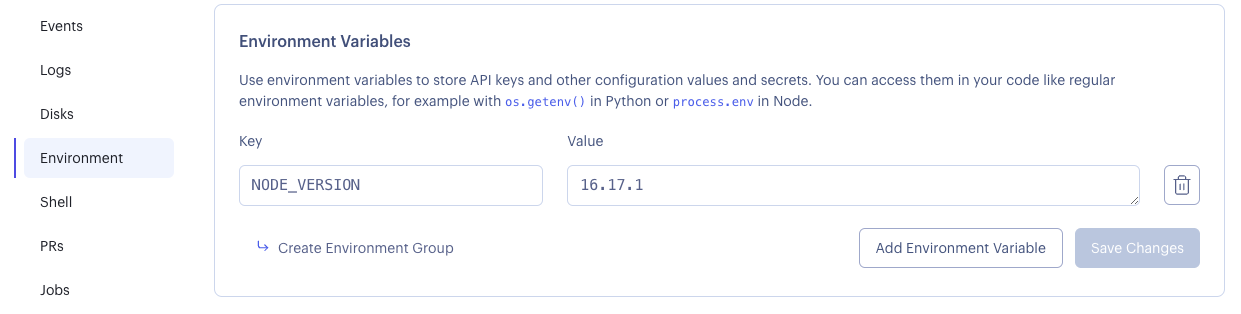 Events
Logs
Disks
Environment
Shell
PRs
Jobs
Environment Variables
Use environment variables to store API keys and other configuration values and secrets. You can access them in your code like regular
environment variables, for example with os.getenv() in Python or process.env in Node.
Key
Value
NODE_VERSION
16.17.1
Create Environment Group
Add Environment Variable
Save Changes